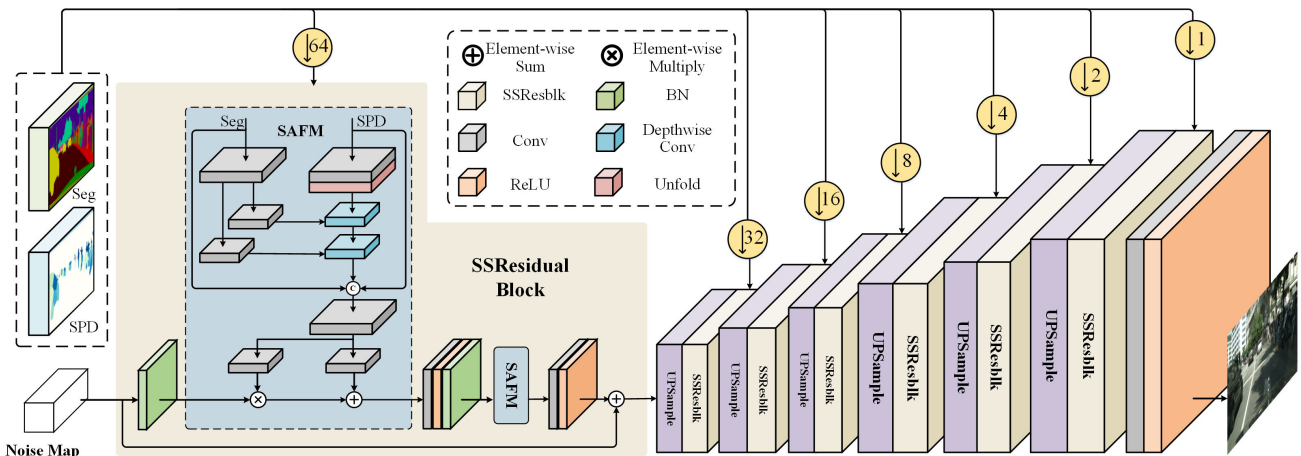 ↓64
↓1
↓2
↓4
↓8
↓16
↓32
Element-wise
Sum
Element-wise
Multiply
SSResblk
BN
Conv
Depthwise
Conv
ReLU
Unfold
Seg
SPD
Seg
SAFM
SPD
C
SSResidual
Block
SAFM
Noise Map
UPSample
SSResblk
UPSample
SSResblk
UPSample
SSResblk
UPSample
SSResblk
UPSample
SSResblk
UPSample
SSResblk